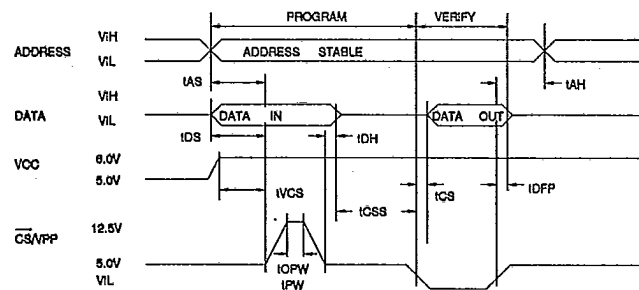 PROGRAM VERIFY
ADDRESS
ViH
ViL
ADDRESS STABLE
tAS
tAH
DATA
ViH
ViL
DATA IN
DATA OUT
tDS
tDH
VCC
6.0V
5.0V
tVCS
tCSS
tCS
tDFP
CS/VPP
12.5V
5.0V
ViL
tOPW
tPW